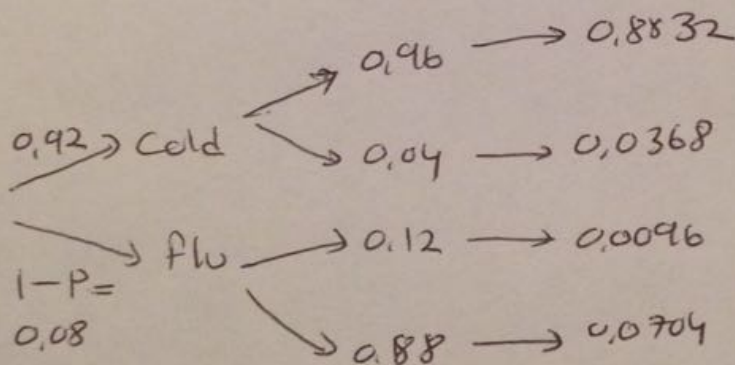 0,96 → 0,8832
0,92 → Cold
0,04 → 0,0368
flu → 0.12 → 0,0096
1-P=
0,08
0.88 → 0,0704